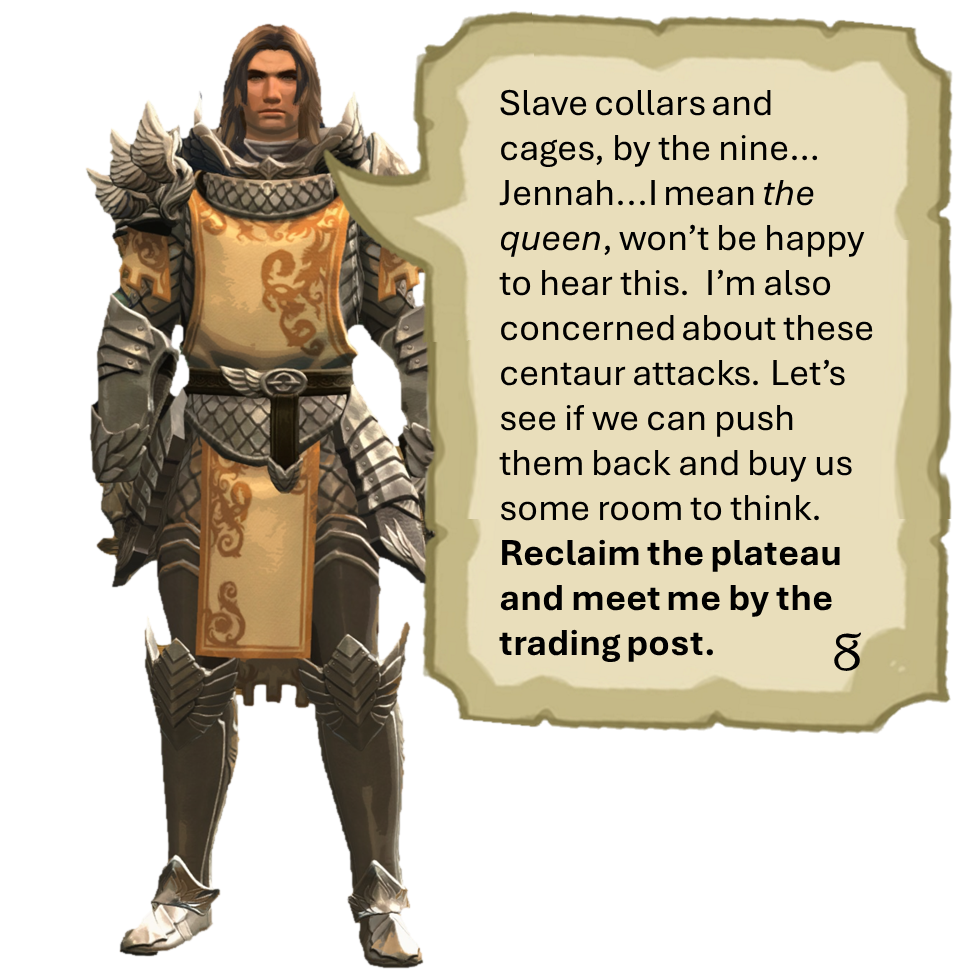 Slave collars and
cages, by the nine…
Jennah…I mean the
queen, won’t be happy
to hear this.  I’m also
concerned about these
centaur attacks. Let’s
see if we can push
them back and buy us
some room to think.
Reclaim the plateau
and meet me by the
trading post.
8